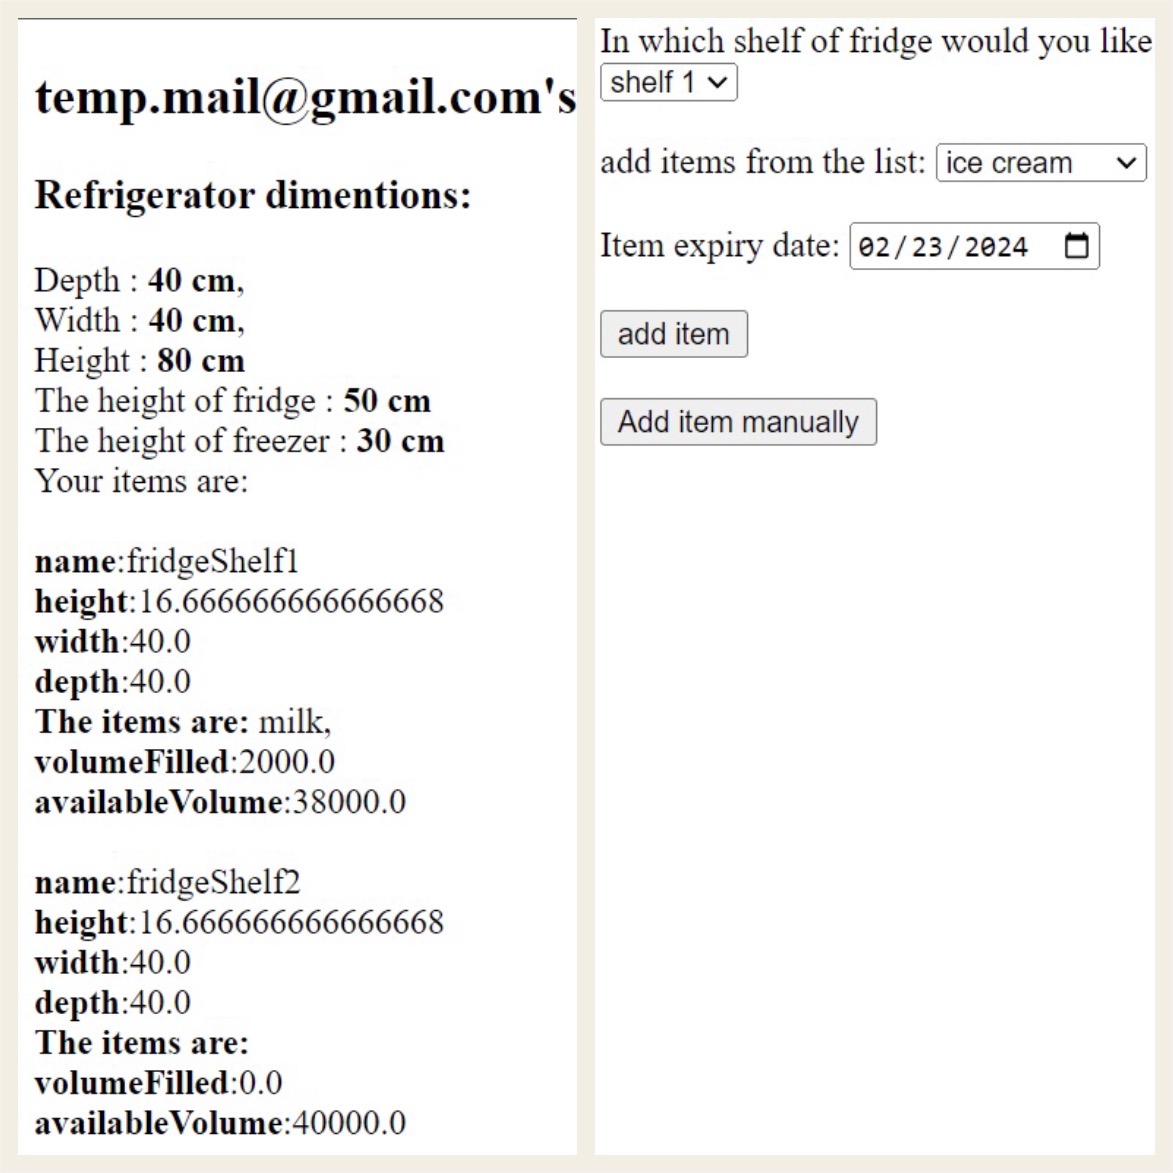 temp.mail@gmail.com's
Refrigerator dimentions:
Depth : 40 cm,
Width : 40 cm,
Height : 80 cm
The height of fridge : 50 cm
The height of freezer : 30 cm
Your items are:
name:fridgeShelf1
height:16.666666666666668
width:40.0
depth:40.0
The items are: milk,
volumeFilled:2000.0
availableVolume:38000.0
name:fridgeShelf2
height:16.666666666666668
width:40.0
depth:40.0
The items are:
volumeFilled:0.0
availableVolume:40000.0
In which shelf of fridge would you like
shelf 1
add items from the list: ice cream
Item expiry date: 02/23/2024
add item
Add item manually